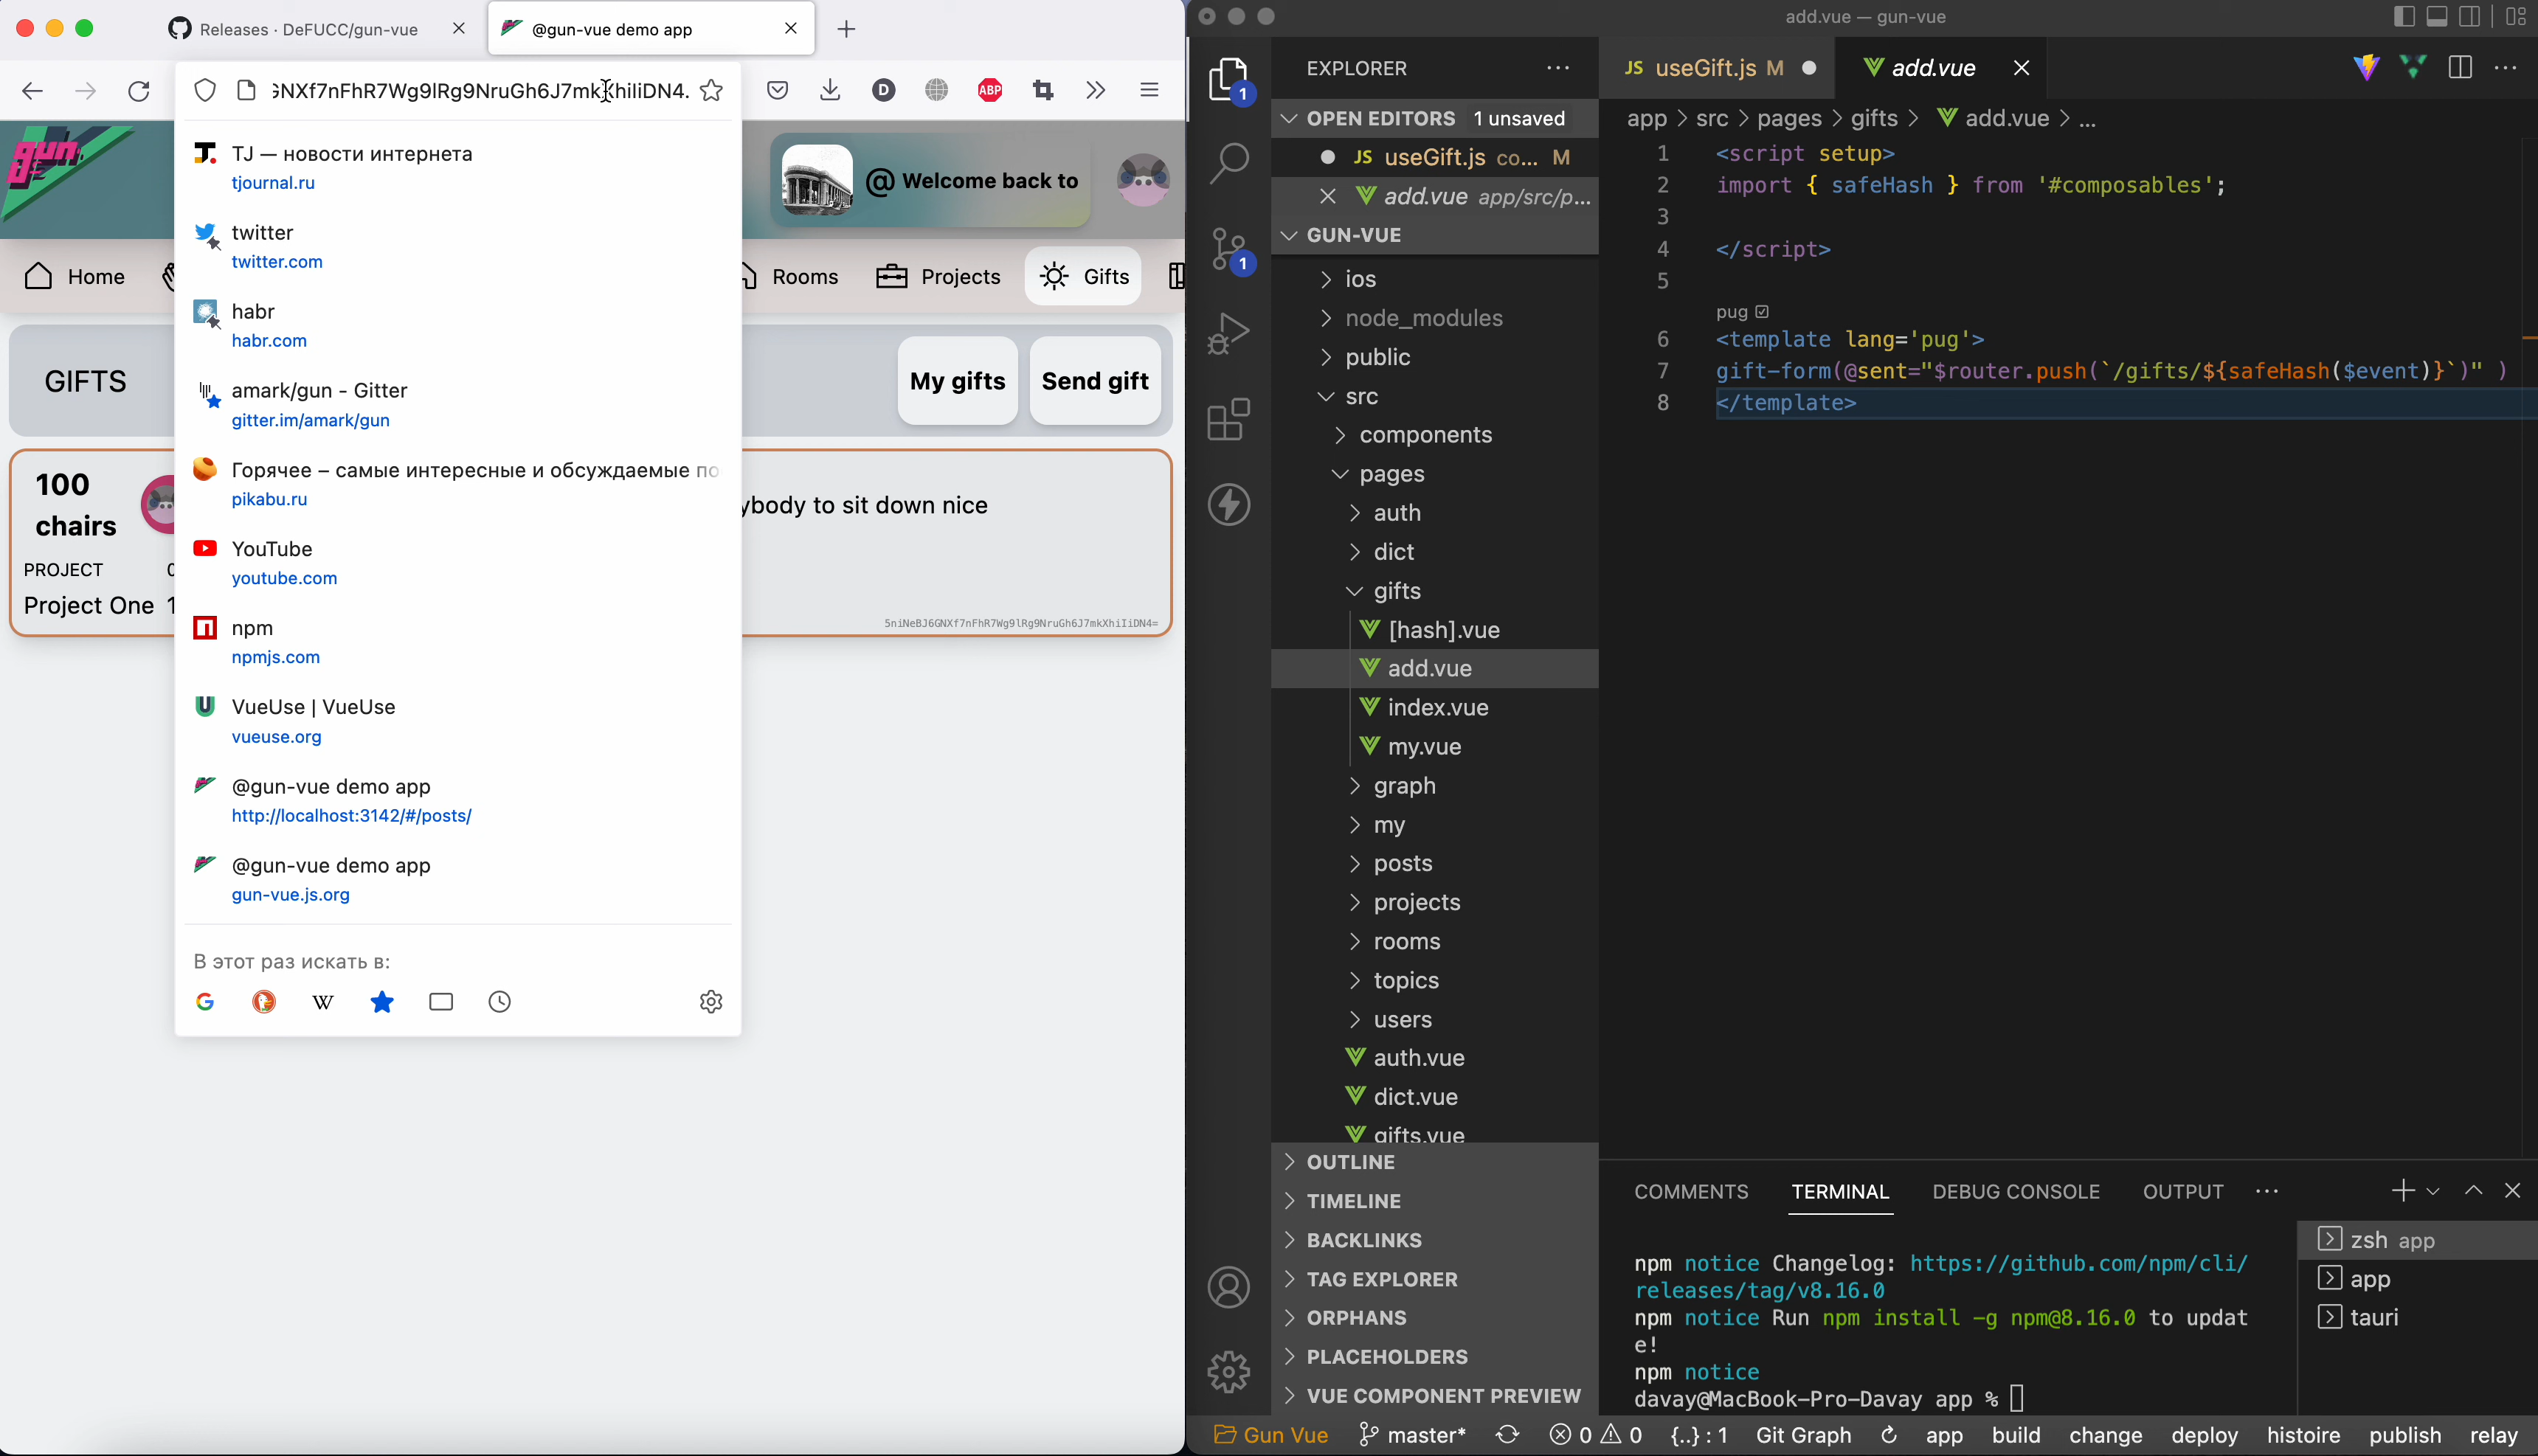 Releases · DeFUCC/gun-vue
@gun-vue demo app
GNXf7nFhR7Wg9lRg9NruGh6J7mkXhiIiDN4.
ABP
TJ — новости интернета
tjournal.ru
twitter
twitter.com
habr
habr.com
amark/gun - Gitter
gitter.im/amark/gun
Горячее – самые интересные и обсуждаемые по
pikabu.ru
YouTube
youtube.com
npm
npmjs.com
VueUse | VueUse
vueuse.org
@gun-vue demo app
http://localhost:3142/#/posts/
@gun-vue demo app
gun-vue.js.org
В этот раз искать в:
gun
@ Welcome back to
Home
Rooms
Projects
Gifts
GIFTS
My gifts
Send gift
100
chairs
ybody to sit down nice
PROJECT
Project One
5niNeBJ6GNXf7nFhR7Wg9lRg9NruGh6J7mkXhiIiDN4=
add.vue — gun-vue
EXPLORER
OPEN EDITORS 1 unsaved
JS useGift.js co... M
add.vue app/src/p...
GUN-VUE
ios
node_modules
public
src
components
pages
auth
dict
gifts
[hash].vue
add.vue
index.vue
my.vue
graph
my
posts
projects
rooms
topics
users
auth.vue
dict.vue
gifts.vue
OUTLINE
TIMELINE
BACKLINKS
TAG EXPLORER
ORPHANS
PLACEHOLDERS
VUE COMPONENT PREVIEW
JS useGift.js M
add.vue
app > src > pages > gifts > add.vue > ...
1 <script setup>
2 import { safeHash } from '#composables';
3
4 </script>
5
pug
6 <template lang='pug'>
7 gift-form(@sent="$router.push(`/gifts/${safeHash($event)}`)" )
8 </template>
COMMENTS TERMINAL DEBUG CONSOLE OUTPUT
npm notice Changelog: https://github.com/npm/cli/
releases/tag/v8.16.0
npm notice Run npm install -g npm@8.16.0 to updat
e!
npm notice
davay@MacBook-Pro-Davay app %
zsh app
app
tauri
Gun Vue master* 0 0 {..} : 1 Git Graph app build change deploy histoire publish relay